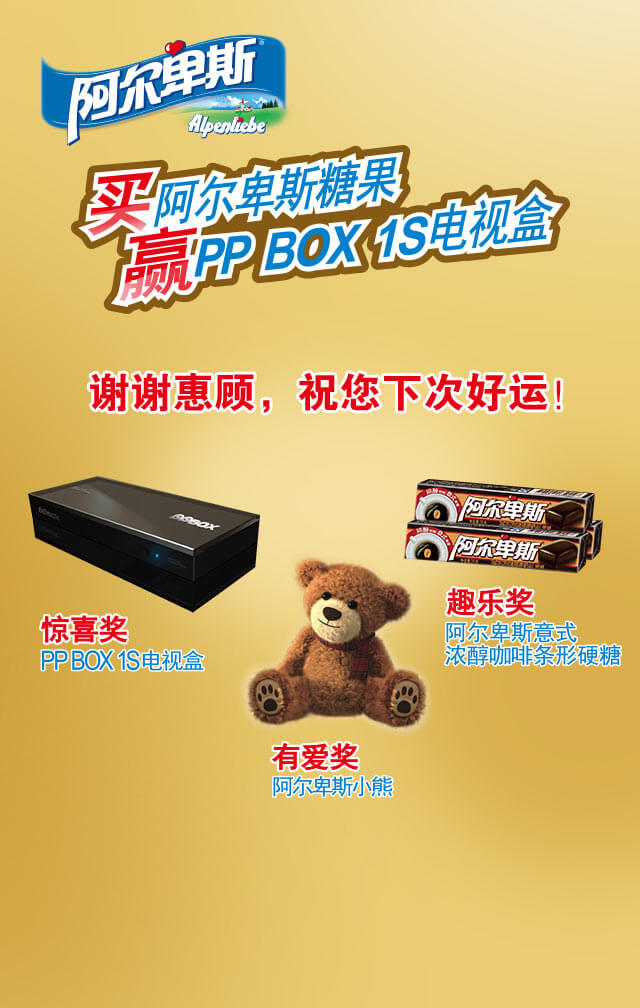 阿尔卑斯®
Alpenliebe
买阿尔卑斯糖果
赢PP BOX 1S电视盒
谢谢惠顾，祝您下次好运！
PPBOX
PPBOX
阿尔卑斯
阿尔卑斯
惊喜奖
PP BOX 1S电视盒
趣乐奖
阿尔卑斯意式
浓醇咖啡条形硬糖
有爱奖
阿尔卑斯小熊